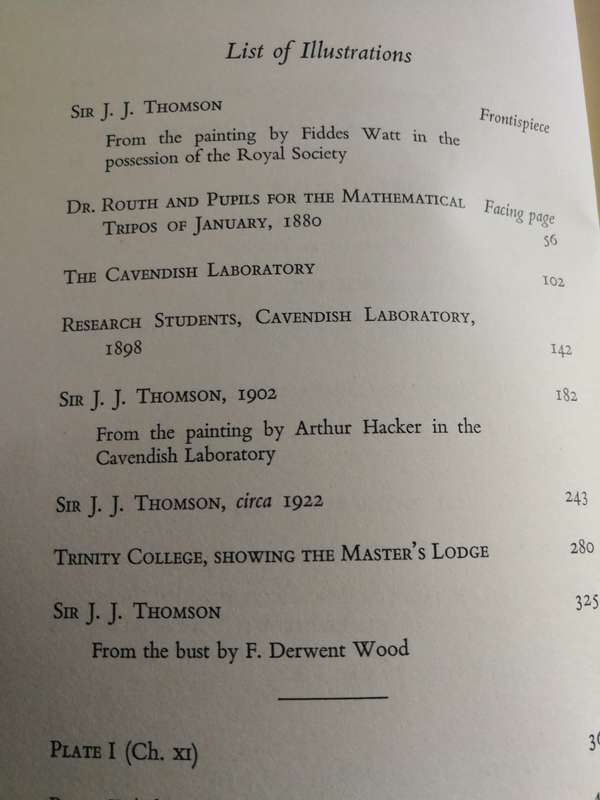 List of Illustrations
Sir J. J. Thomson Frontispiece
From the painting by Fiddes Watt in the
possession of the Royal Society
Dr. Routh and Pupils for the Mathematical Facing page
Tripos of January, 1880 56
The Cavendish Laboratory 102
Research Students, Cavendish Laboratory,
1898 142
Sir J. J. Thomson, 1902 182
From the painting by Arthur Hacker in the
Cavendish Laboratory
Sir J. J. Thomson, circa 1922 243
Trinity College, showing the Master's Lodge 280
Sir J. J. Thomson 325
From the bust by F. Derwent Wood
Plate I (Ch. xi)